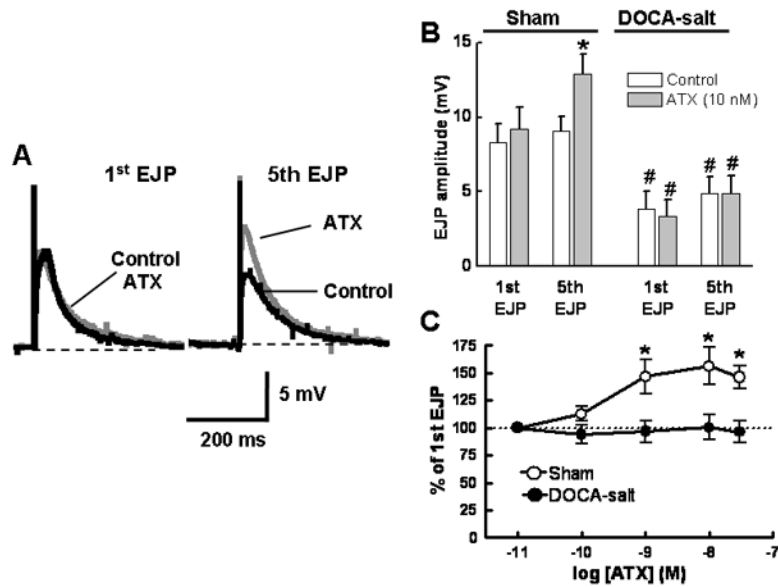 A
1st EJP
5th EJP
Control
ATX
ATX
Control
5 mV
200 ms
B
Sham
DOCA-salt
EJP amplitude (mV)
15
10
5
0
*
Control
ATX (10 nM)
# #
# #
1st EJP
5th EJP
1st EJP
5th EJP
C
% of 1st EJP
175
150
125
100
75
50
25
0
* * *
Sham
DOCA-salt
-11 -10 -9 -8 -7
log [ATX] (M)